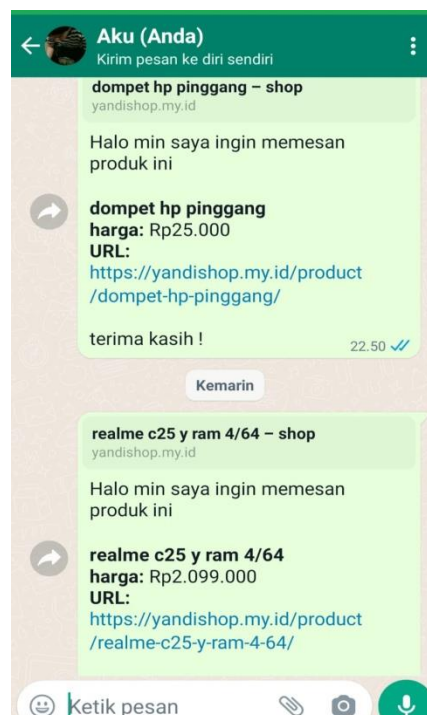 Aku (Anda)
Kirim pesan ke diri sendiri
dompet hp pinggang – shop
yandishop.my.id
Halo min saya ingin memesan
produk ini
dompet hp pinggang
harga: Rp25.000
URL:
https://yandishop.my.id/product
/dompet-hp-pinggang/
terima kasih !
22.50
Kemarin
realme c25 y ram 4/64 – shop
yandishop.my.id
Halo min saya ingin memesan
produk ini
realme c25 y ram 4/64
harga: Rp2.099.000
URL:
https://yandishop.my.id/product
/realme-c25-y-ram-4-64/
Ketik pesan